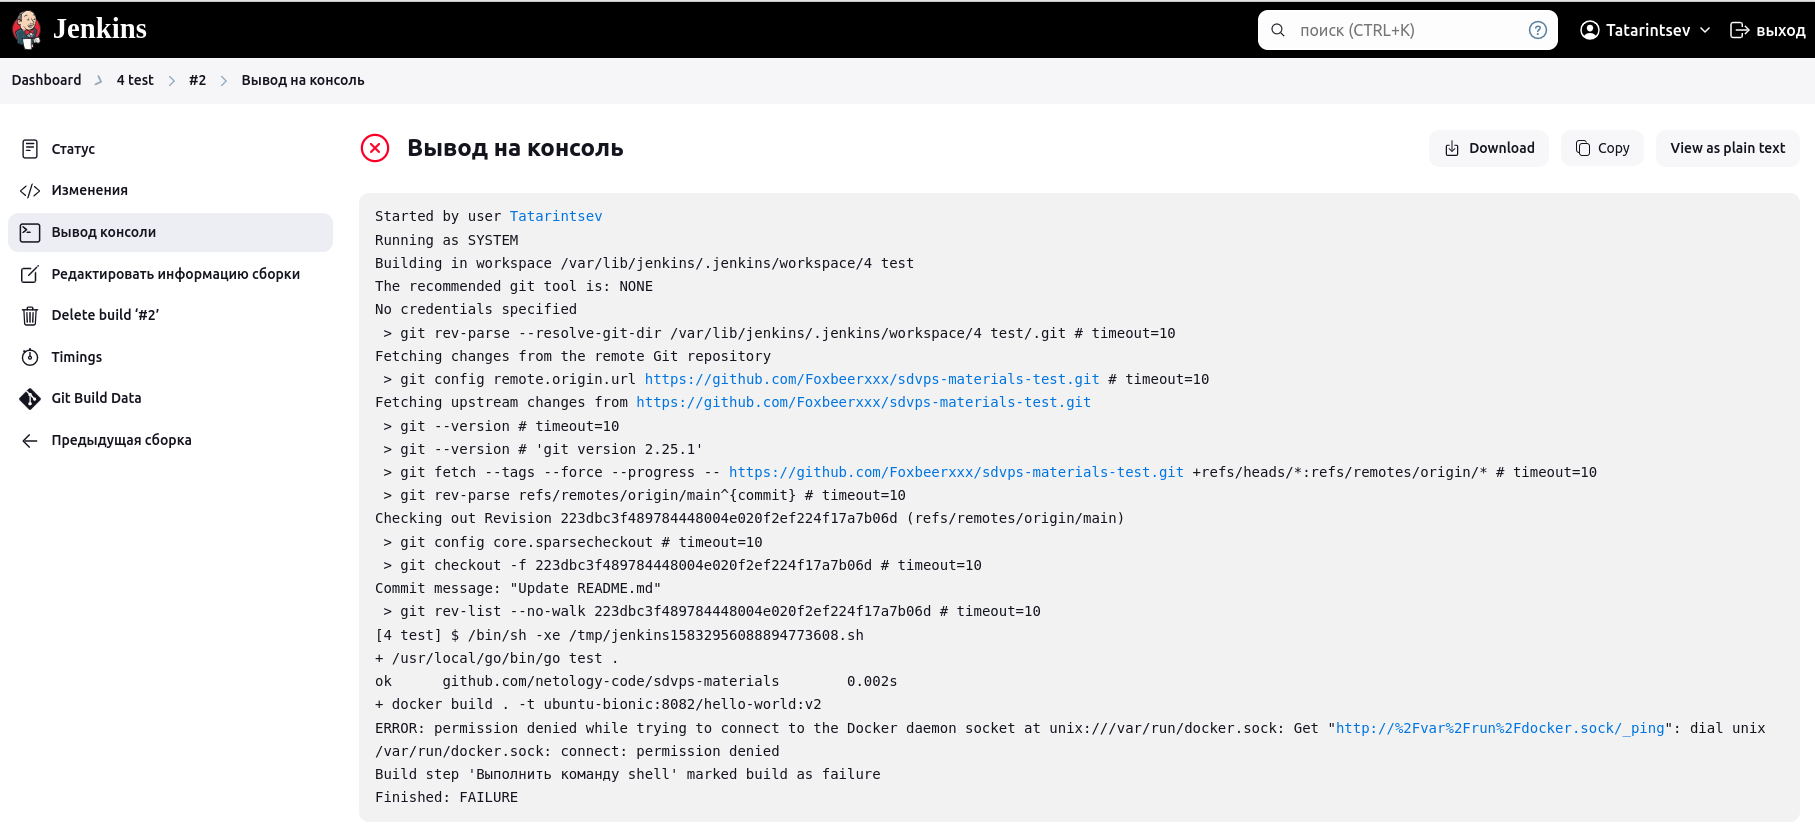 Jenkins
поиск (CTRL+K)
Tatarintsev
выход
Dashboard
4 test
#2
Вывод на консоль
Статус
Изменения
Вывод консоли
Редактировать информацию сборки
Delete build ‘#2’
Timings
Git Build Data
Предыдущая сборка
Вывод на консоль
Download
Copy
View as plain text
Started by user Tatarintsev
Running as SYSTEM
Building in workspace /var/lib/jenkins/.jenkins/workspace/4 test
The recommended git tool is: NONE
No credentials specified
> git rev-parse --resolve-git-dir /var/lib/jenkins/.jenkins/workspace/4 test/.git # timeout=10
Fetching changes from the remote Git repository
> git config remote.origin.url https://github.com/Foxbeerxxx/sdvps-materials-test.git # timeout=10
Fetching upstream changes from https://github.com/Foxbeerxxx/sdvps-materials-test.git
> git --version # timeout=10
> git --version # 'git version 2.25.1'
> git fetch --tags --force --progress -- https://github.com/Foxbeerxxx/sdvps-materials-test.git +refs/heads/*:refs/remotes/origin/* # timeout=10
> git rev-parse refs/remotes/origin/main^{commit} # timeout=10
Checking out Revision 223dbc3f489784448004e020f2ef224f17a7b06d (refs/remotes/origin/main)
> git config core.sparsecheckout # timeout=10
> git checkout -f 223dbc3f489784448004e020f2ef224f17a7b06d # timeout=10
Commit message: "Update README.md"
> git rev-list --no-walk 223dbc3f489784448004e020f2ef224f17a7b06d # timeout=10
[4 test] $ /bin/sh -xe /tmp/jenkins15832956088894773608.sh
+ /usr/local/go/bin/go test .
ok github.com/netology-code/sdvps-materials 0.002s
+ docker build . -t ubuntu-bionic:8082/hello-world:v2
ERROR: permission denied while trying to connect to the Docker daemon socket at unix:///var/run/docker.sock: Get "http://%2Fvar%2Frun%2Fdocker.sock/_ping": dial unix
/var/run/docker.sock: connect: permission denied
Build step 'Выполнить команду shell' marked build as failure
Finished: FAILURE